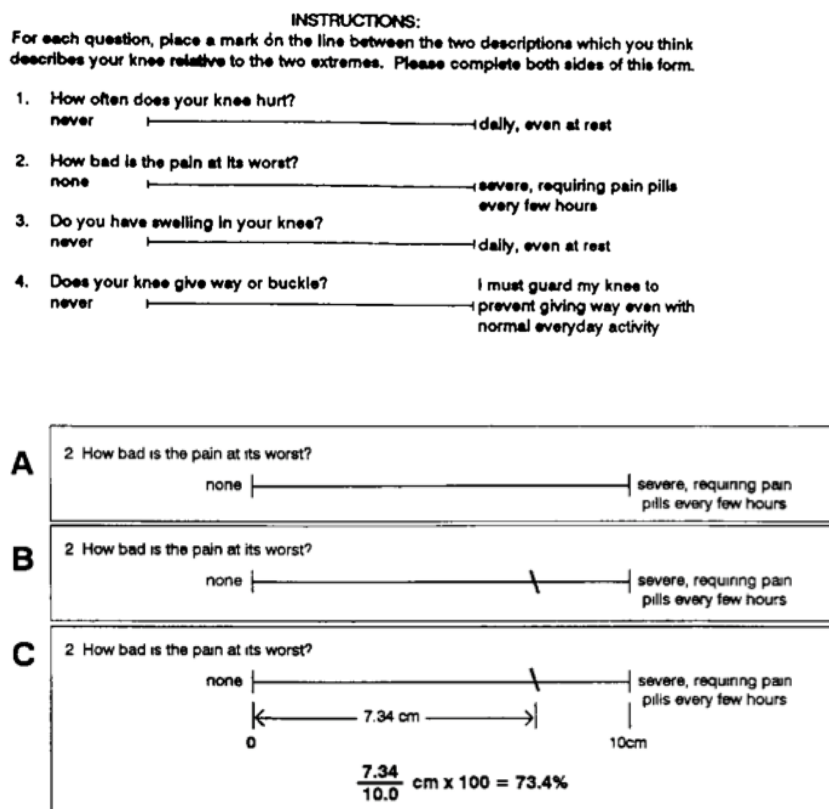 INSTRUCTIONS:
For each question, place a mark on the line between the two descriptions which you think
describes your knee relative to the two extremes. Please complete both sides of this form.
1. How often does your knee hurt?
never daily, even at rest
2. How bad is the pain at its worst?
none severe, requiring pain pills
every few hours
3. Do you have swelling in your knee?
never daily, even at rest
4. Does your knee give way or buckle? I must guard my knee to
never prevent giving way even with
normal everyday activity
A 2 How bad is the pain at its worst?
none severe, requiring pain
pills every few hours
B 2 How bad is the pain at its worst?
none severe, requiring pain
pills every few hours
C 2 How bad is the pain at its worst?
none severe, requiring pain
pills every few hours
7.34 cm
0 10cm
7.34
10.0 cm x 100 = 73.4%